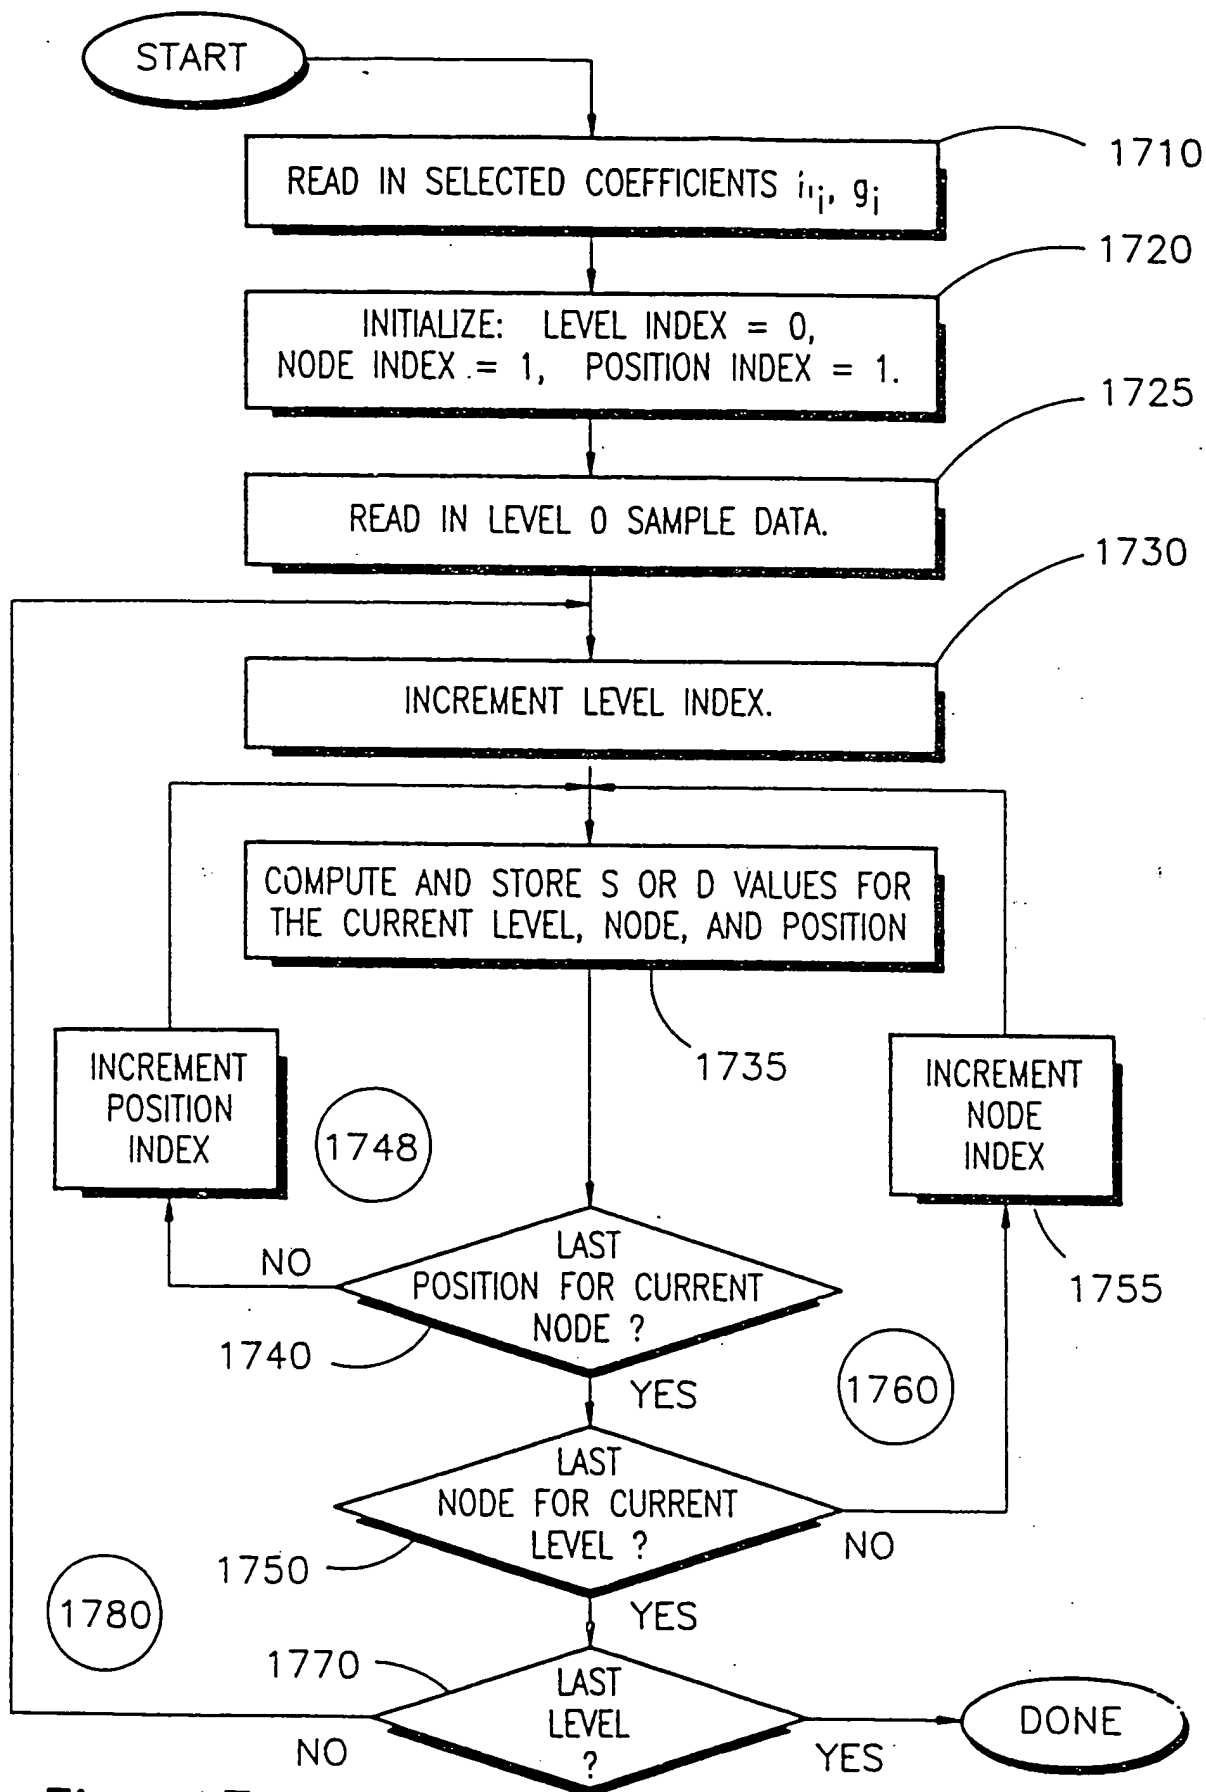 START
READ IN SELECTED COEFFICIENTS
gi
1710
INITIALIZE: LEVEL INDEX = 0,
NODE INDEX = 1, POSITION INDEX = 1.
1720
READ IN LEVEL 0 SAMPLE DATA.
1725
INCREMENT LEVEL INDEX.
1730
COMPUTE AND STORE S OR D VALUES FOR
THE CURRENT LEVEL, NODE, AND POSITION
1735
INCREMENT
POSITION
INDEX
1748
INCREMENT
NODE
INDEX
1755
LAST
POSITION FOR CURRENT
NODE ?
NO
1740
YES
1760
LAST
NODE FOR CURRENT
LEVEL ?
NO
1750
YES
1780
1770
LAST
LEVEL
?
NO
YES
DONE